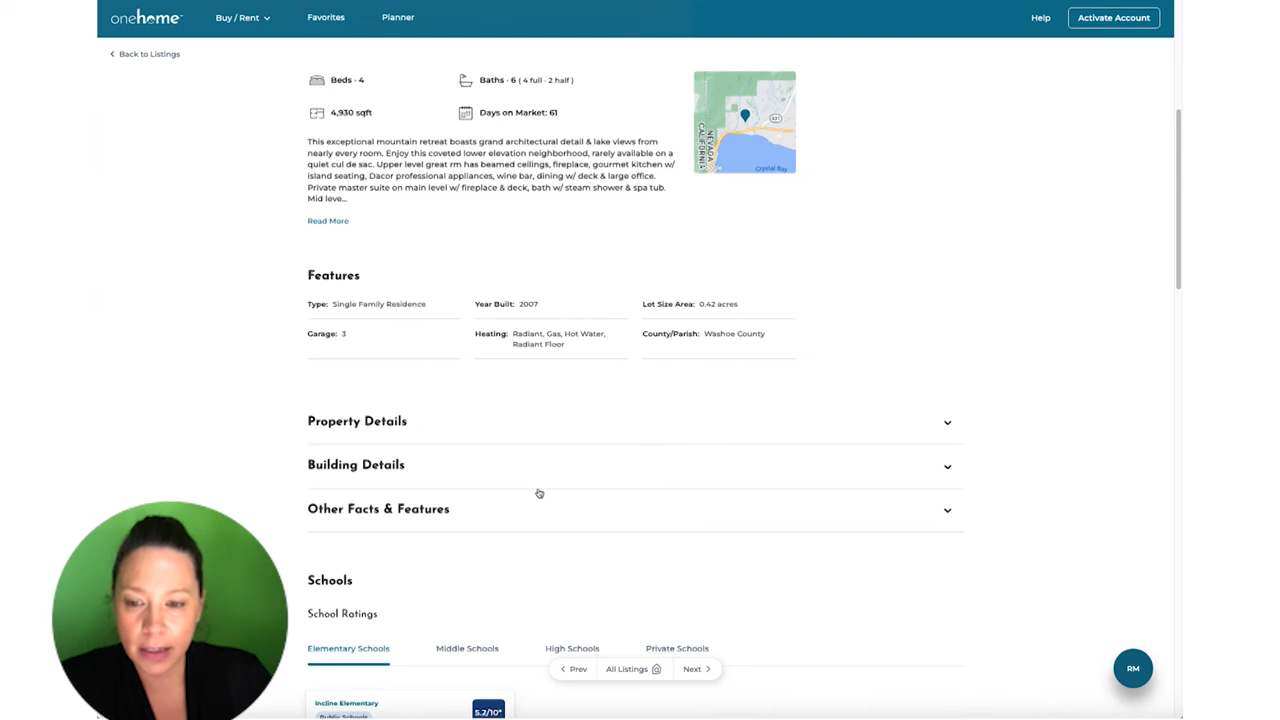 onehome™
Buy / Rent
Favorites
Planner
Help
Activate Account
Back to Listings
Beds · 4
Baths · 6 ( 4 full · 2 half )
4,930 sqft
Days on Market: 61
This exceptional mountain retreat boasts grand architectural detail & lake views from
nearly every room. Enjoy this coveted lower elevation neighborhood, rarely available on a
quiet cul de sac. Upper level great rm has beamed ceilings, fireplace, gourmet kitchen w/
island seating, Dacor professional appliances, wine bar, dining w/ deck & large office.
Private master suite on main level w/ fireplace & deck, bath w/ steam shower & spa tub.
Mid leve...
Read More
NEVADA
CALIFORNIA
431
Crystal Bay
Features
Type: Single Family Residence
Year Built: 2007
Lot Size Area: 0.42 acres
Garage: 3
Heating: Radiant, Gas, Hot Water,
Radiant Floor
County/Parish: Washoe County
Property Details
Building Details
Other Facts & Features
Schools
School Ratings
Elementary Schools
Middle Schools
High Schools
Private Schools
Prev
All Listings
Next
RM
Incline Elementary
Public Schools
5.2/10*